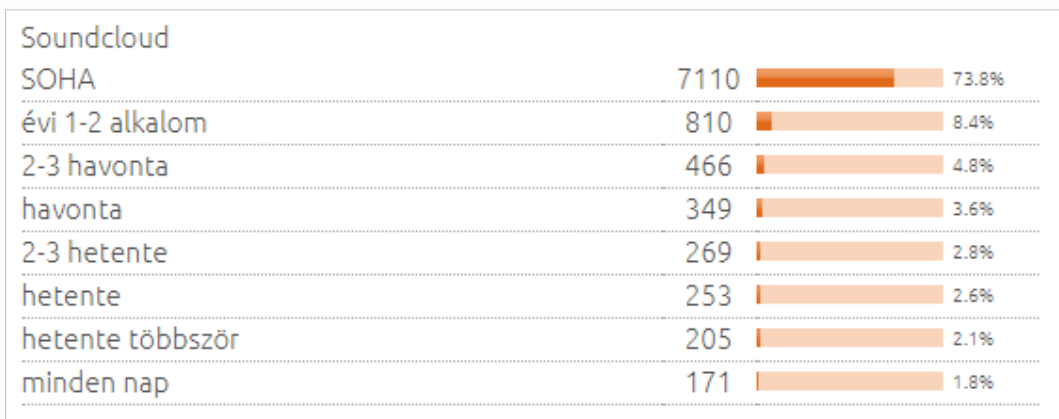 Soundcloud
SOHA 7110 73.8%
évi 1-2 alkalom 810 8.4%
2-3 havonta 466 4.8%
havonta 349 3.6%
2-3 hetente 269 2.8%
hetente 253 2.6%
hetente többször 205 2.1%
minden nap 171 1.8%